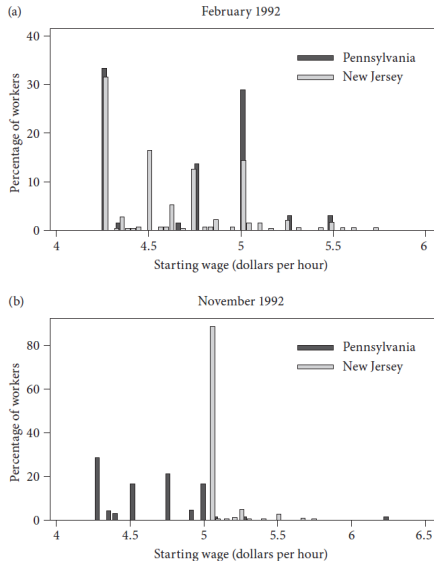 (a) February 1992
40
30
20
10
0
Percentage of workers
Pennsylvania
New Jersey
4 4.5 5 5.5 6
Starting wage (dollars per hour)
(b) November 1992
80
60
40
20
0
Percentage of workers
Pennsylvania
New Jersey
4 4.5 5 5.5 6 6.5
Starting wage (dollars per hour)